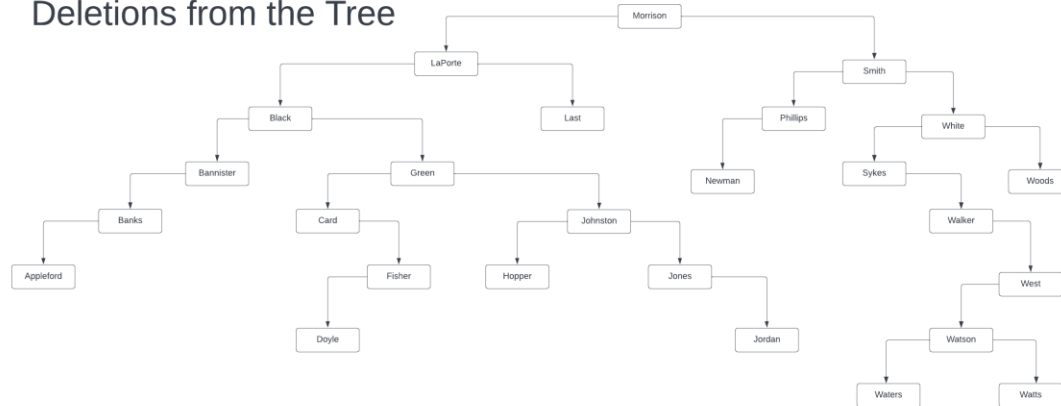 Deletions from the Tree
Morrison
LaPorte
Smith
Black
Last
Phillips
White
Bannister
Green
Newman
Sykes
Woods
Banks
Card
Johnston
Walker
Appleford
Fisher
Hopper
Jones
West
Doyle
Jordan
Watson
Waters
Watts